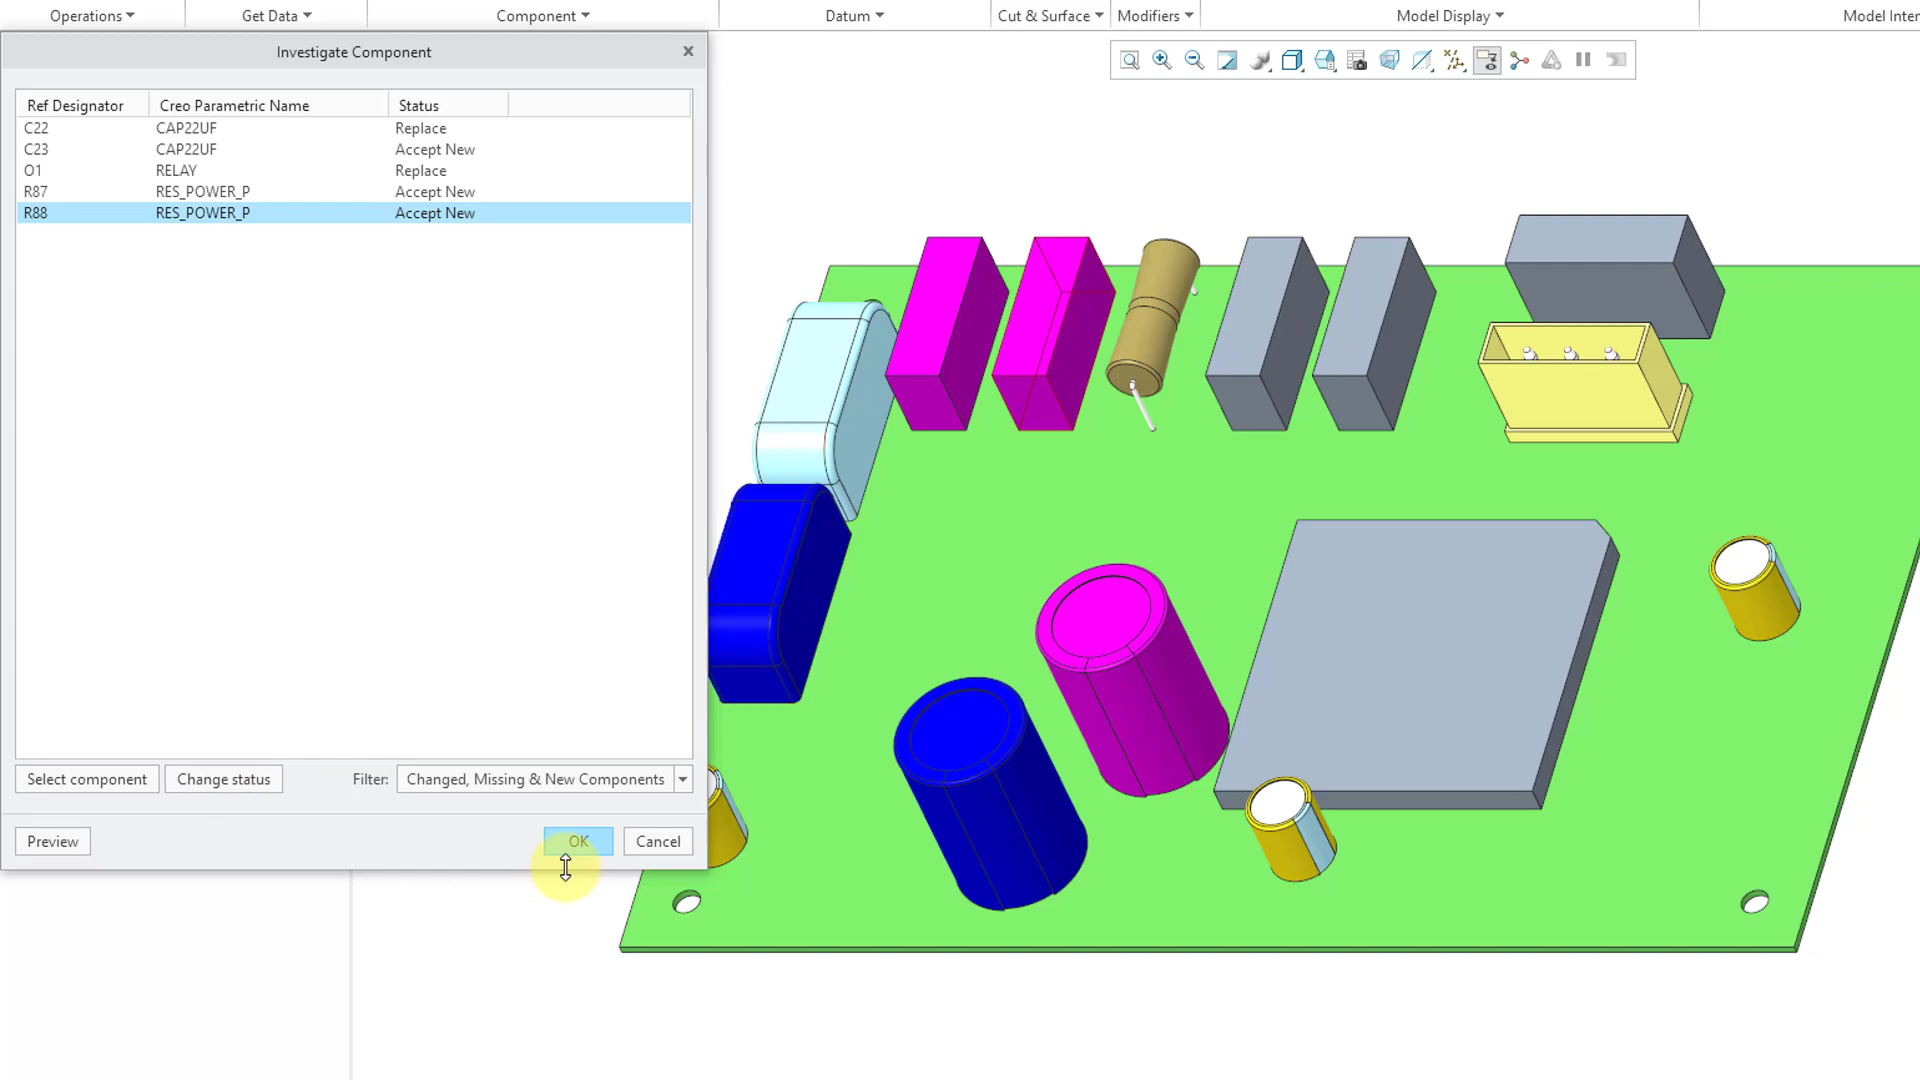 Operations Get Data Component Datum Cut & Surface Modifiers Model Display Model Inter
Investigate Component
Ref Designator Creo Parametric Name Status
C22 CAP22UF Replace
C23 CAP22UF Accept New
O1 RELAY Replace
R87 RES_POWER_P Accept New
R88 RES_POWER_P Accept New
Select component Change status Filter: Changed, Missing & New Components
Preview OK Cancel